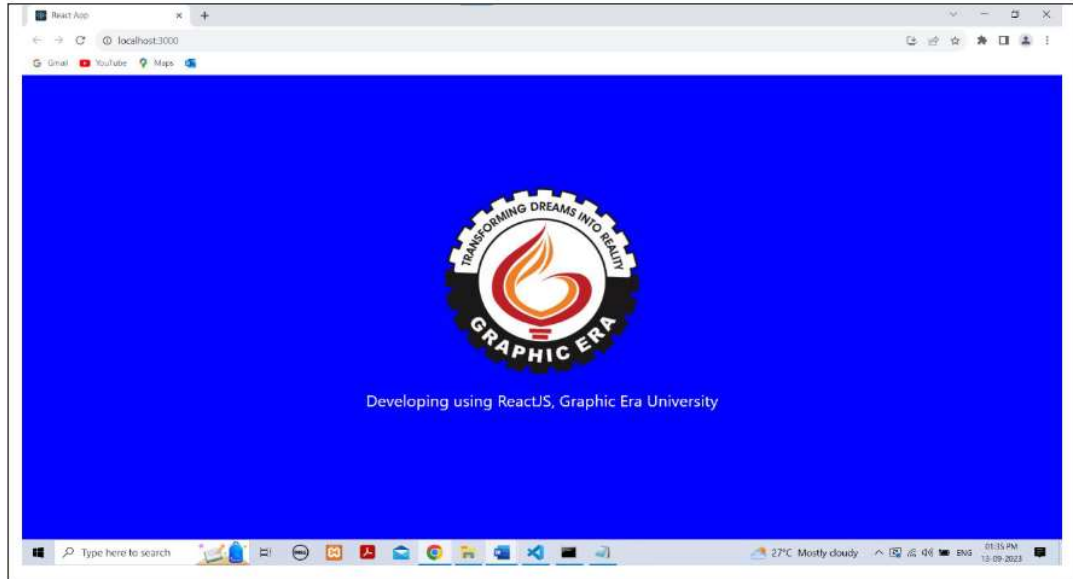 React App
localhost:3000
Gmail YouTube Maps
TRANSFORMING DREAMS INTO REALITY
GRAPHIC ERA
Developing using ReactJS, Graphic Era University
Type here to search
DELL
27°C Mostly cloudy
ENG
01:35 PM
13-09-2023